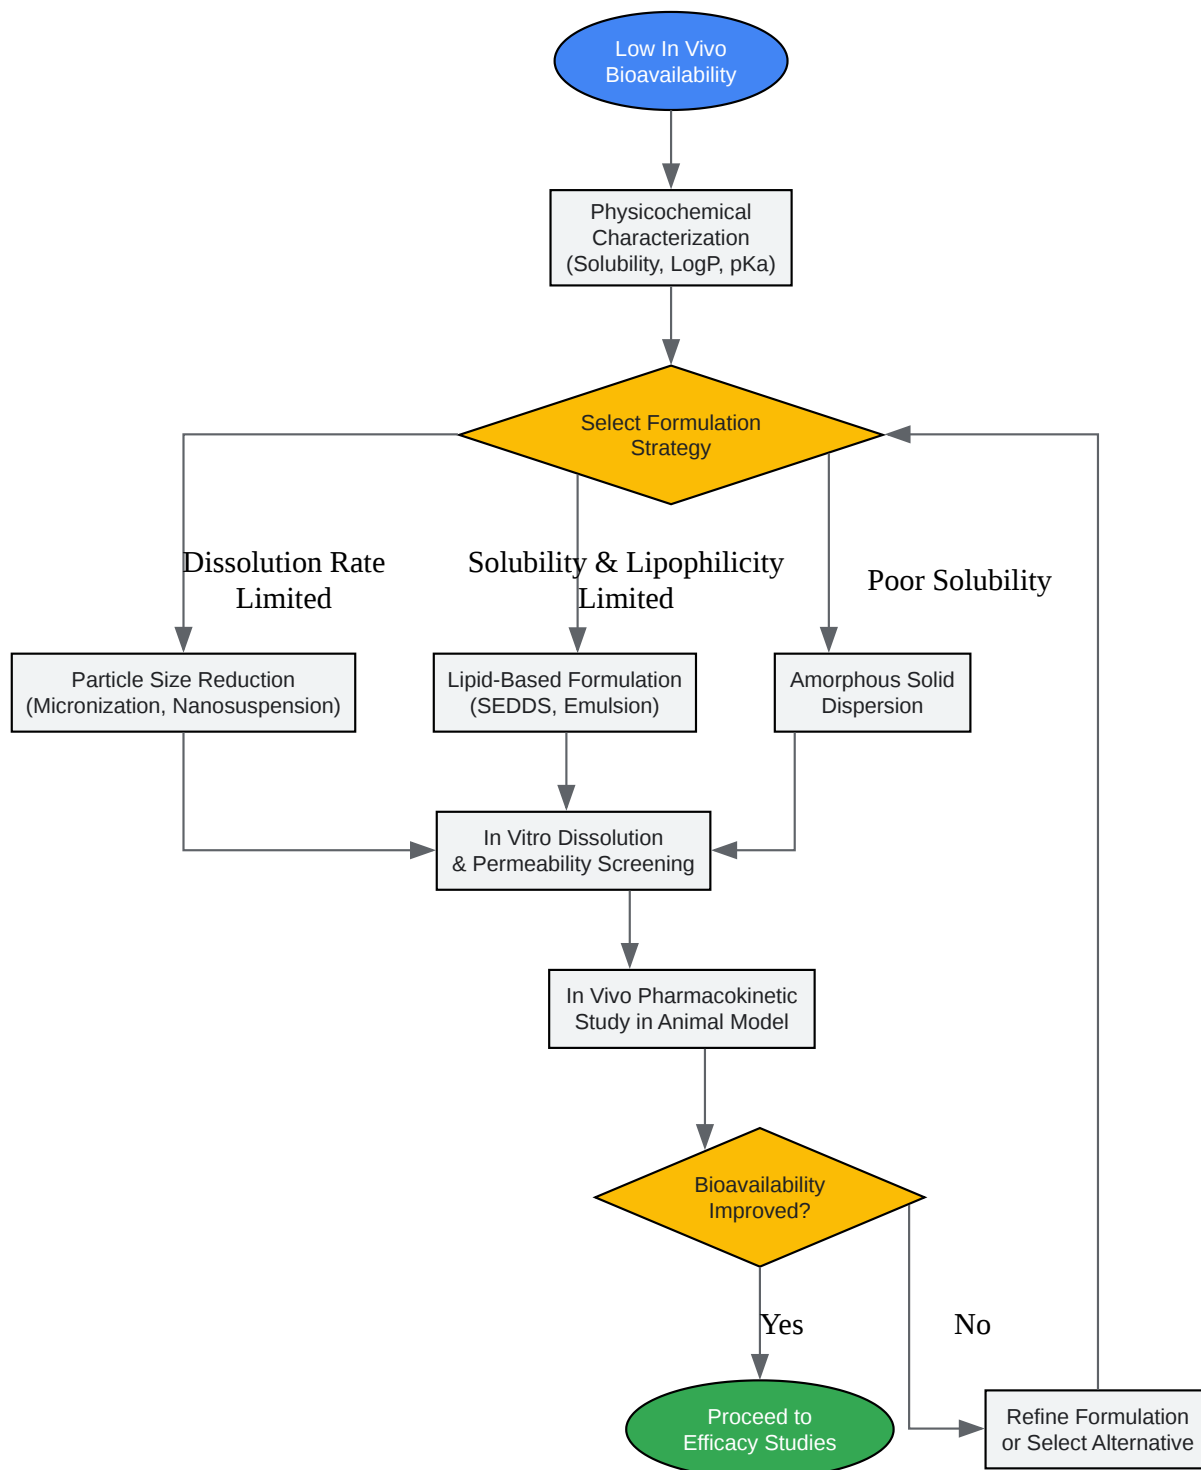 Low In Vivo
Bioavailability
Physicochemical
Characterization
(Solubility, LogP, pKa)
Select Formulation
Strategy
Dissolution Rate
Limited
Solubility & Lipophilicity
Limited
Poor Solubility
Particle Size Reduction
(Micronization, Nanosuspension)
Lipid-Based Formulation
(SEDDS, Emulsion)
Amorphous Solid
Dispersion
In Vitro Dissolution
& Permeability Screening
In Vivo Pharmacokinetic
Study in Animal Model
Bioavailability
Improved?
Yes
No
Proceed to
Efficacy Studies
Refine Formulation
or Select Alternative